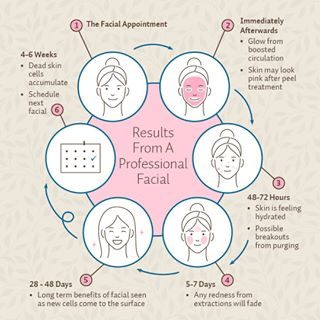 1 The Facial Appointment
2 Immediately
Afterwards
• Glow from
boosted
circulation
• Skin may look
pink after peel
treatment
3
48-72 Hours
• Skin is feeling
hydrated
• Possible
breakouts
from purging
4
5-7 Days
• Any redness from
extractions will fade
5
28 - 48 Days
• Long term benefits of facial seen
as new cells come to the surface
4-6 Weeks
• Dead skin
cells
accumulate
• Schedule
next
facial
6
Results
From A
Professional
Facial